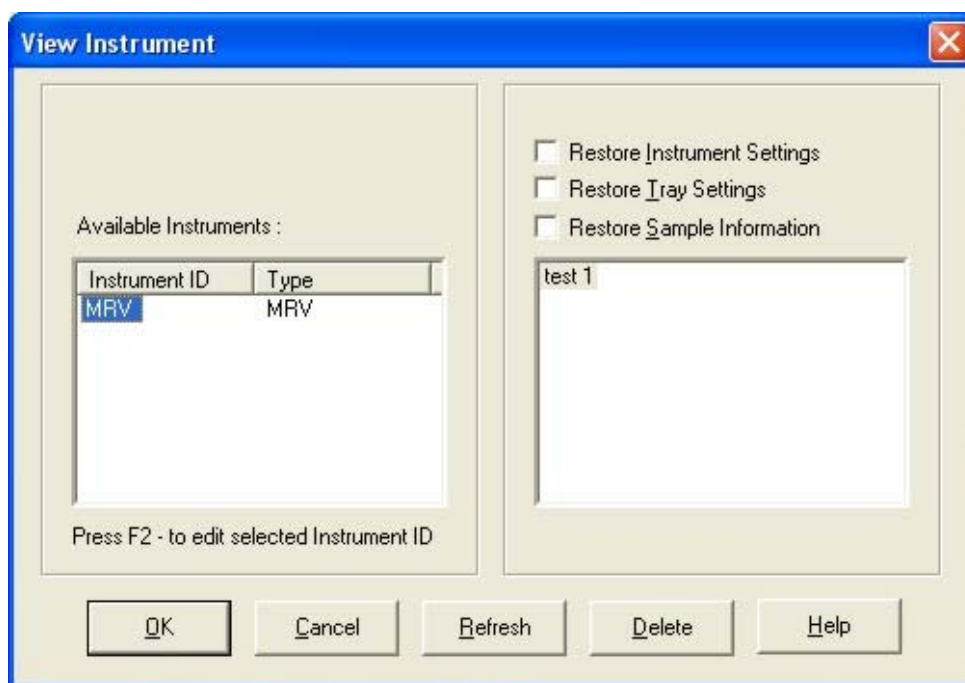 View Instrument
Available Instruments :
Instrument ID Type
MRV MRV
Press F2 - to edit selected Instrument ID
Restore Instrument Settings
Restore Tray Settings
Restore Sample Information
test 1
OK Cancel Refresh Delete Help